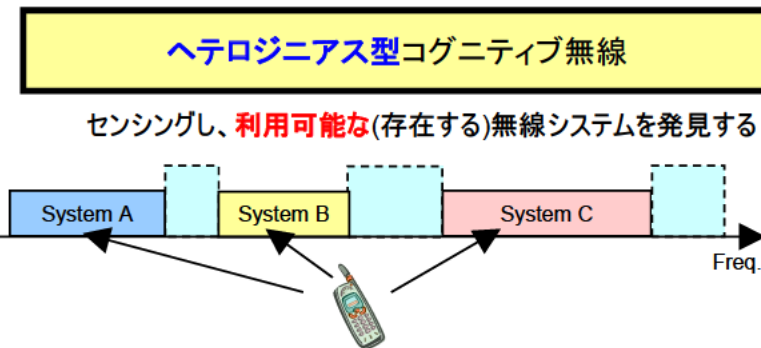 ヘテロジニアス型コグニティブ無線
センシングし、利用可能な(存在する)無線システムを発見する
System A
System B
System C
Freq.